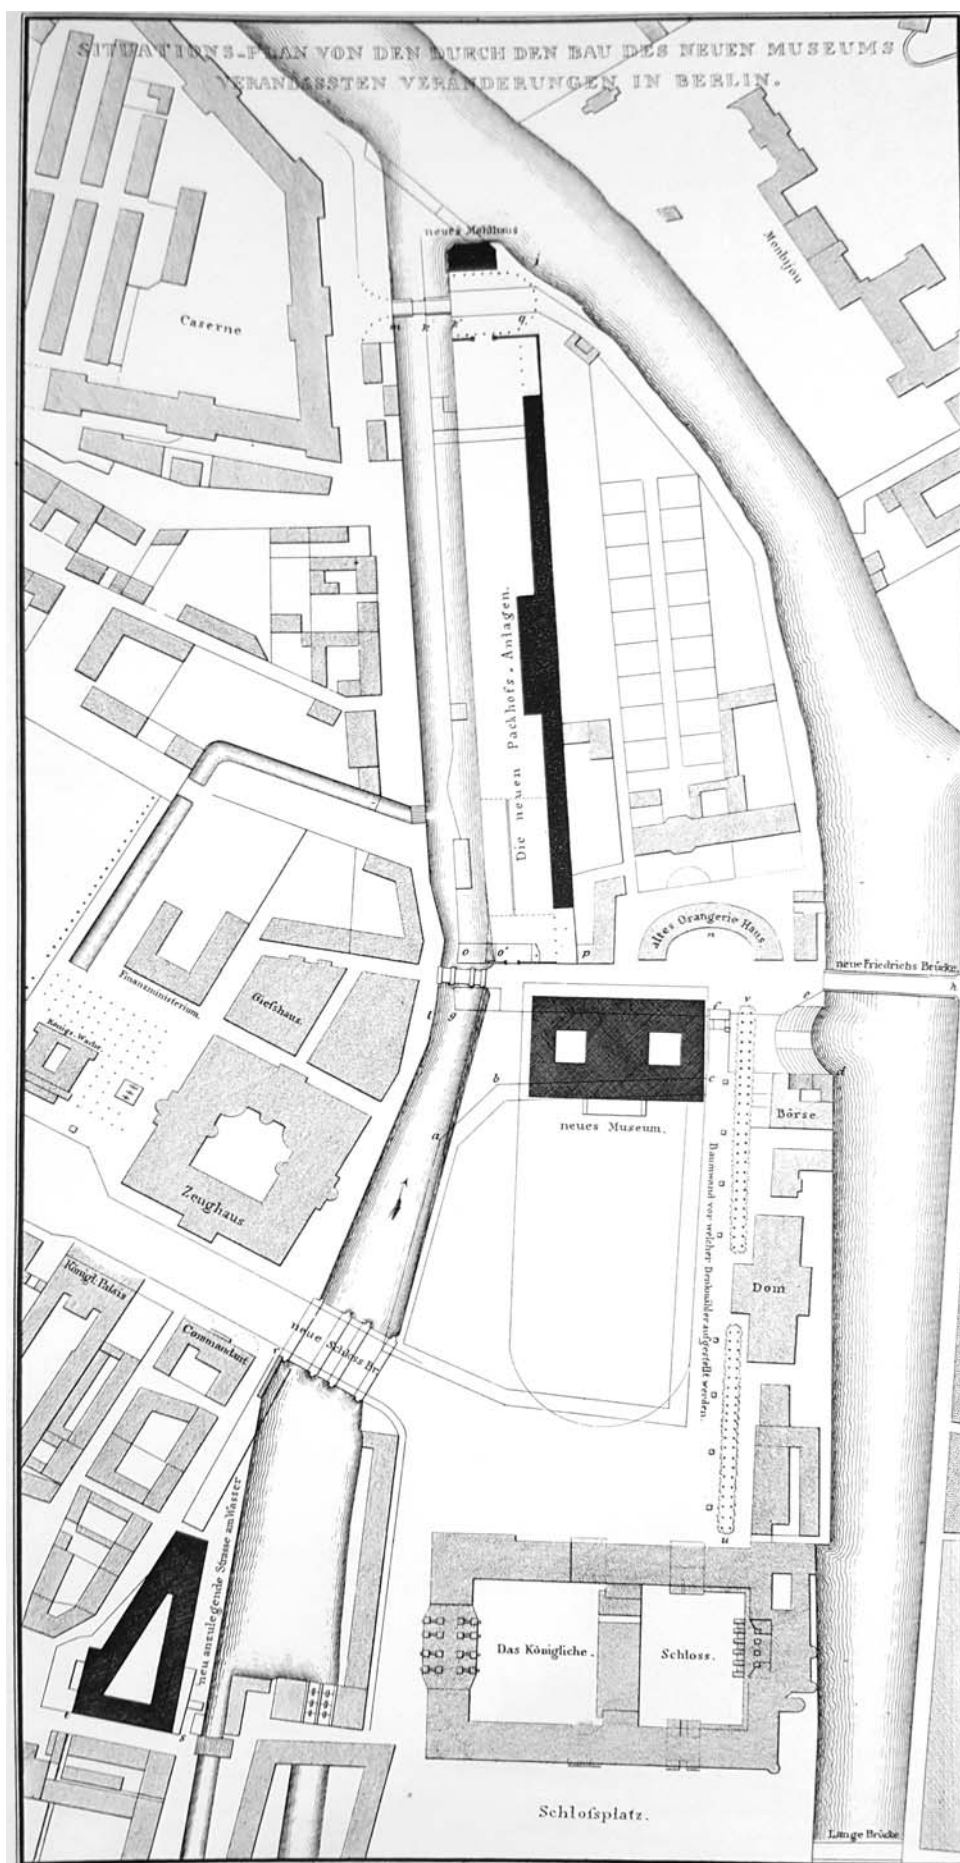 SITUATIONS-PLAN VON DEN DURCH DEN BAU DES NEUEN MUSEUMS
VERANLASSTEN VERÄNDERUNGEN IN BERLIN.
neues Mehlhaus
j
Monbijou
Caserne
m
k
k
q
Die neuen Packhofs-Anlagen.
altes Orangerie Haus.
n
o
o'
p
neue Friedrichs Brücke
h
Finanzministerium.
Giefshaus.
l
g
f
v
e
Königs Wache
b
c
d
a
neues Museum.
Börse
Zeughaus
Baumwand vor welcher Denkmähler aufgestellt werden.
Dom
Königl. Palais
Commandant.
r
neue Schloss Br.
neu anzulegende Strasse am Wasser
u
Das Königliche.
Schloss.
t
s
Schlofsplatz.
Lange Brücke